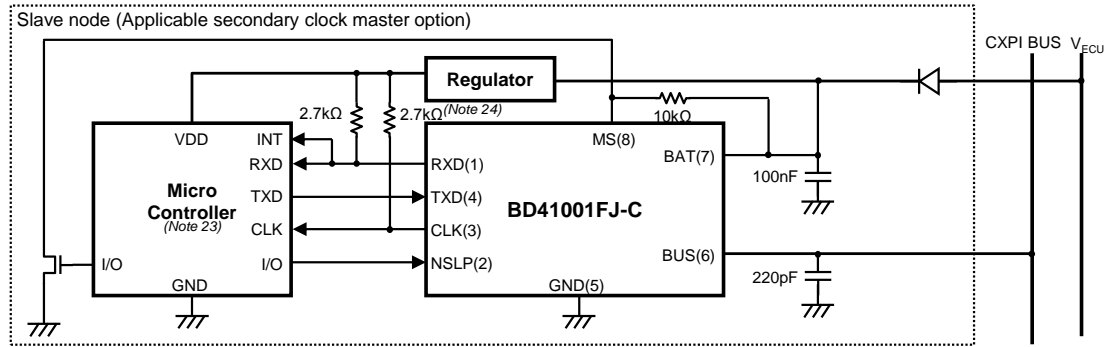 Slave node (Applicable secondary clock master option)
CXPI BUS
VECU
Regulator
2.7kΩ
2.7kΩ(Note 24)
10kΩ
VDD
INT
RXD
TXD
CLK
I/O
I/O
GND
Micro
Controller
(Note 23)
MS(8)
BAT(7)
RXD(1)
TXD(4)
BD41001FJ-C
CLK(3)
NSLP(2)
BUS(6)
GND(5)
100nF
220pF